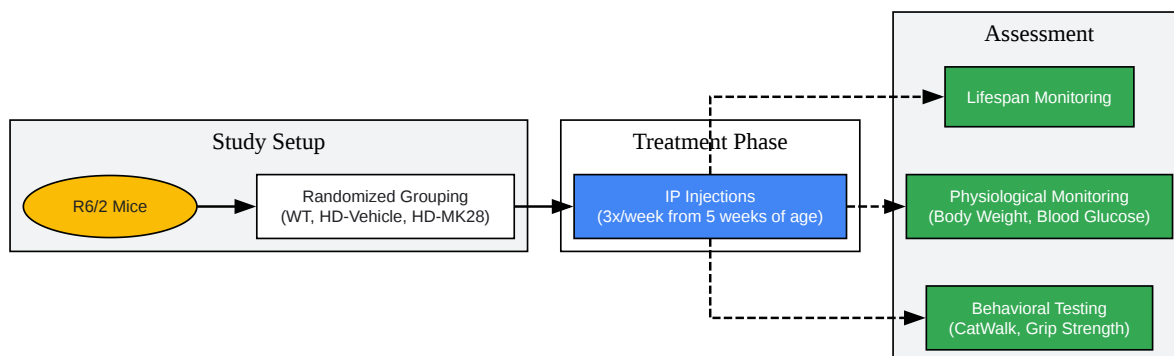 Study Setup
R6/2 Mice
Randomized Grouping
(WT, HD-Vehicle, HD-MK28)
Treatment Phase
IP Injections
(3x/week from 5 weeks of age)
Assessment
Lifespan Monitoring
Physiological Monitoring
(Body Weight, Blood Glucose)
Behavioral Testing
(CatWalk, Grip Strength)